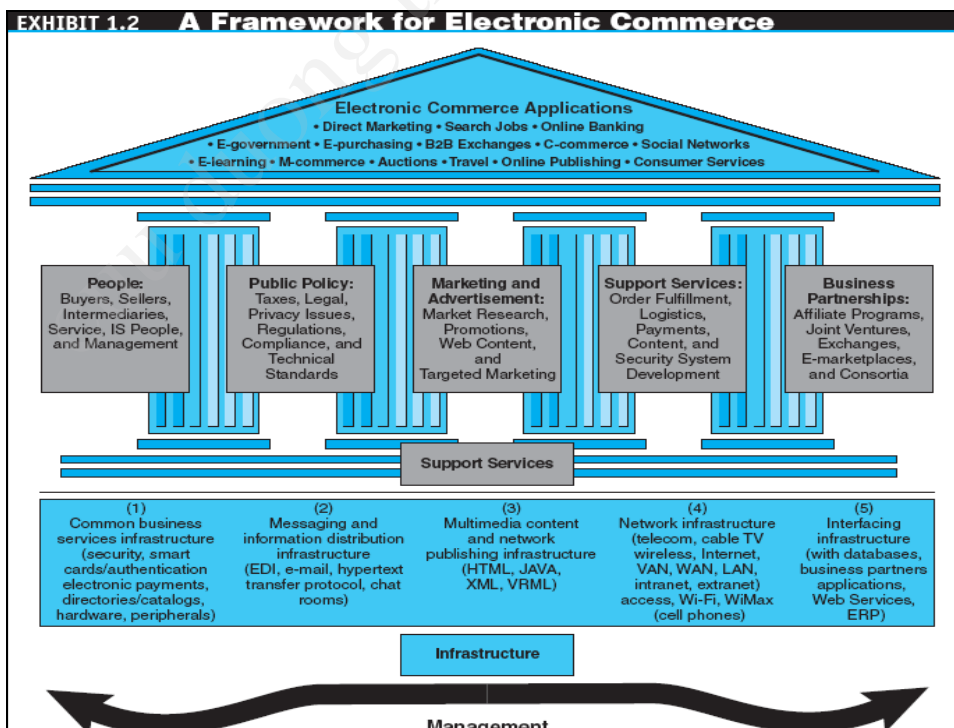 EXHIBIT 1.2 A Framework for Electronic Commerce
Electronic Commerce Applications
• Direct Marketing • Search Jobs • Online Banking
• E-government • E-purchasing • B2B Exchanges • C-commerce • Social Networks
• E-learning • M-commerce • Auctions • Travel • Online Publishing • Consumer Services
People:
Buyers, Sellers,
Intermediaries,
Service, IS People,
and Management
Public Policy:
Taxes, Legal,
Privacy Issues,
Regulations,
Compliance, and
Technical
Standards
Marketing and
Advertisement:
Market Research,
Promotions,
Web Content,
and
Targeted Marketing
Support Services:
Order Fulfillment,
Logistics,
Payments,
Content, and
Security System
Development
Business
Partnerships:
Affiliate Programs,
Joint Ventures,
Exchanges,
E-marketplaces,
and Consortia
Support Services
(1)
Common business
services infrastructure
(security, smart
cards/authentication
electronic payments,
directories/catalogs,
hardware, peripherals)
(2)
Messaging and
information distribution
infrastructure
(EDI, e-mail, hypertext
transfer protocol, chat
rooms)
(3)
Multimedia content
and network
publishing infrastructure
(HTML, JAVA,
XML, VRML)
(4)
Network infrastructure
(telecom, cable TV
wireless, Internet,
VAN, WAN, LAN,
intranet, extranet)
access, Wi-Fi, WiMax
(cell phones)
(5)
Interfacing
infrastructure
(with databases,
business partners
applications,
Web Services,
ERP)
Infrastructure
Management